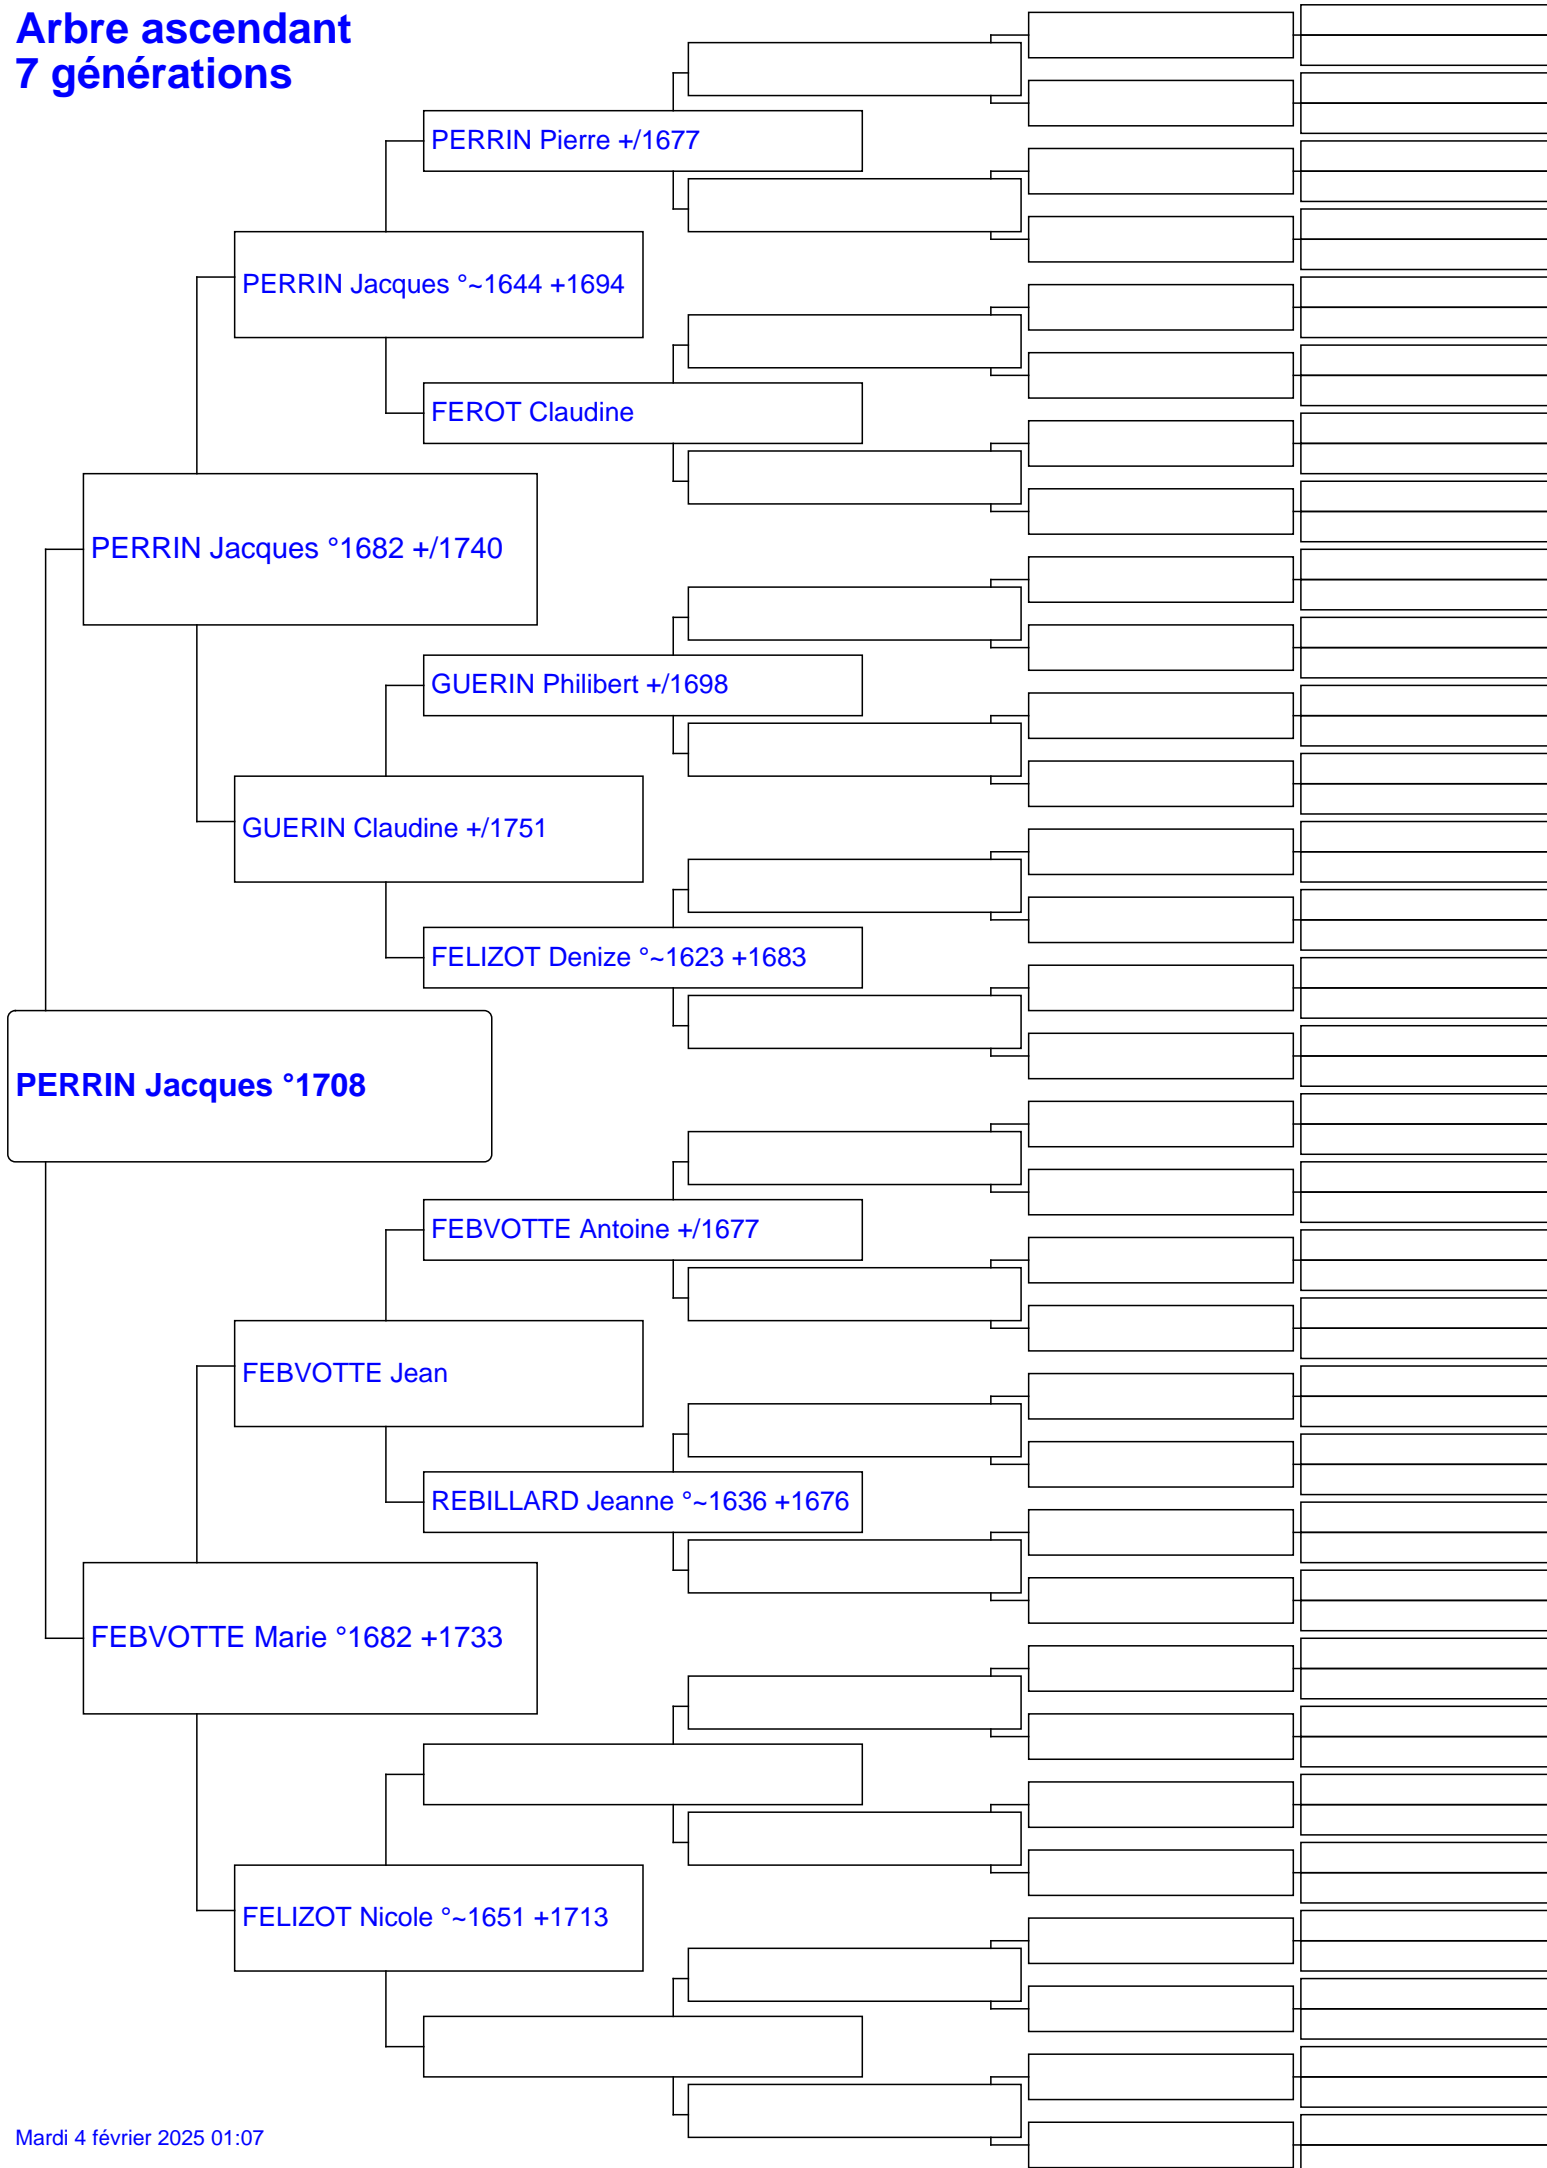 Arbre ascendant
7 générations
PERRIN Pierre +/1677
PERRIN Jacques °~1644 +1694
FEROT Claudine
PERRIN Jacques °1682 +/1740
GUERIN Philibert +/1698
GUERIN Claudine +/1751
FELIZOT Denize °~1623 +1683
PERRIN Jacques °1708
FEBVOTTE Antoine +/1677
FEBVOTTE Jean
REBILLARD Jeanne °~1636 +1676
FEBVOTTE Marie °1682 +1733
FELIZOT Nicole °~1651 +1713
Mardi 4 février 2025 01:07